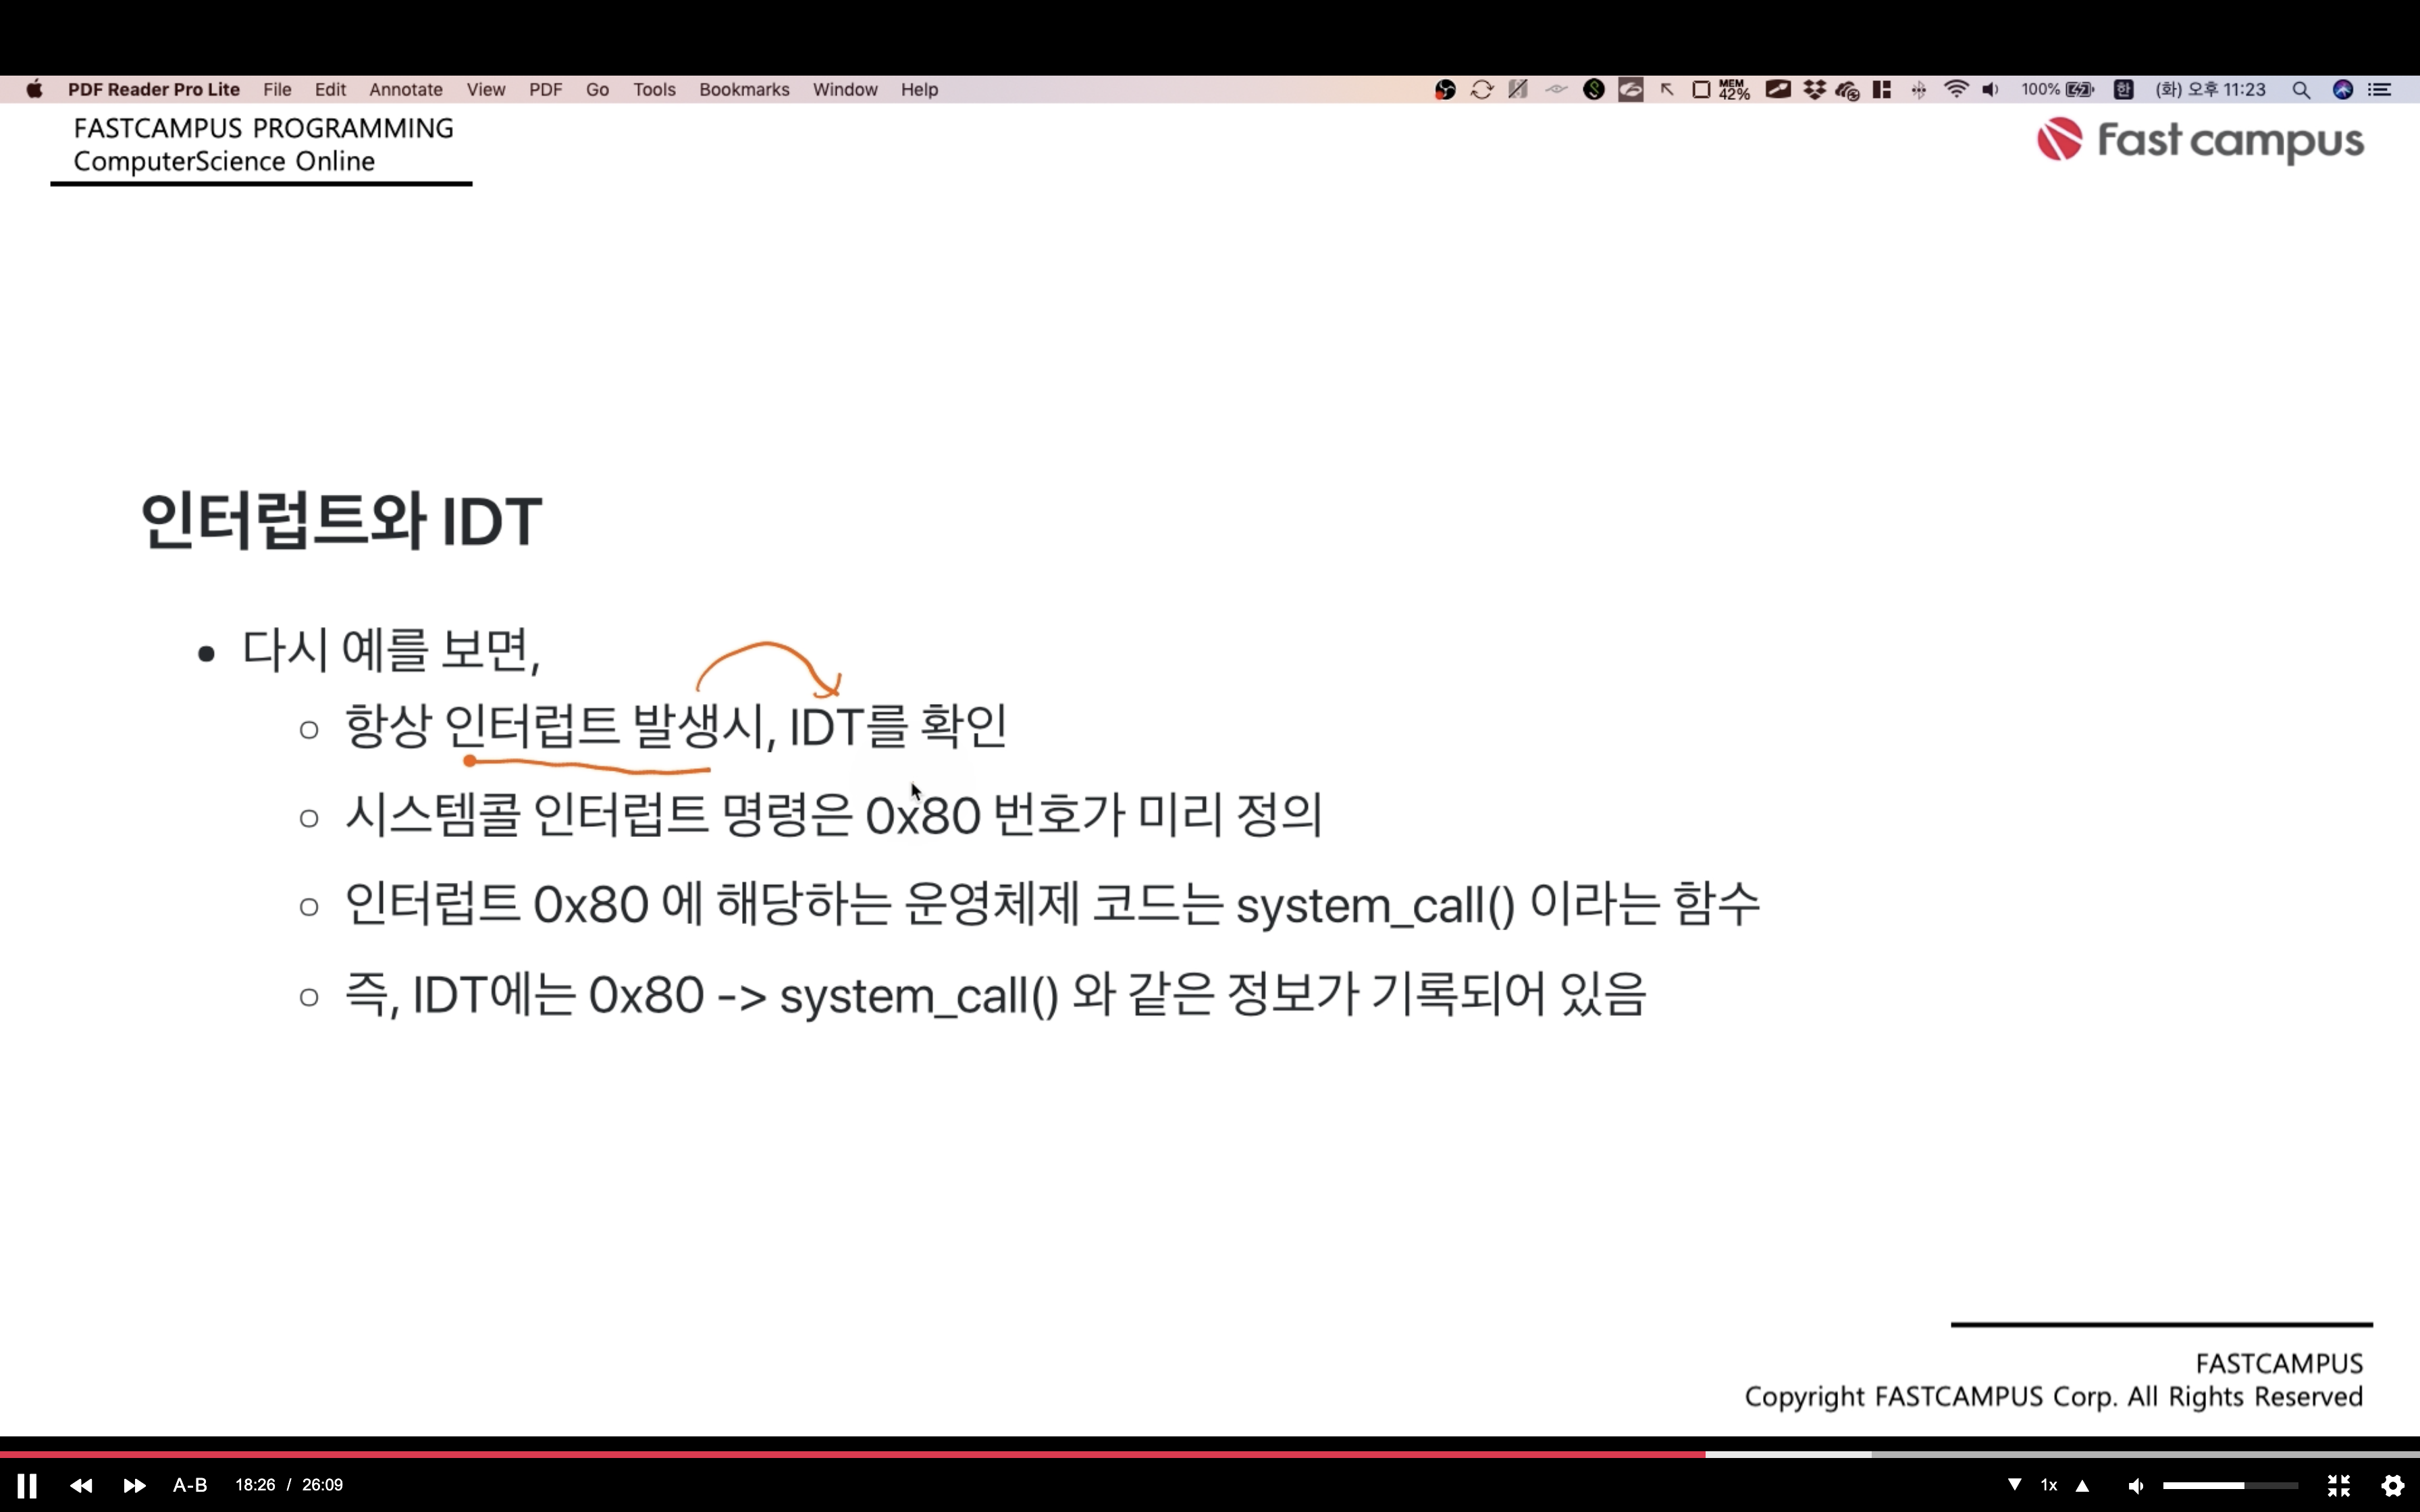 PDF Reader Pro Lite File Edit Annotate View PDF Go Tools Bookmarks Window Help MEM 42% 100% 한 (화) 오후 11:23
FASTCAMPUS PROGRAMMING
ComputerScience Online
Fast campus
인터럽트와 IDT
다시 예를 보면,
항상 인터럽트 발생시, IDT를 확인
시스템콜 인터럽트 명령은 0x80 번호가 미리 정의
인터럽트 0x80 에 해당하는 운영체제 코드는 system_call() 이라는 함수
즉, IDT에는 0x80 -> system_call() 와 같은 정보가 기록되어 있음
FASTCAMPUS
Copyright FASTCAMPUS Corp. All Rights Reserved
A-B 18:26 / 26:09 1x